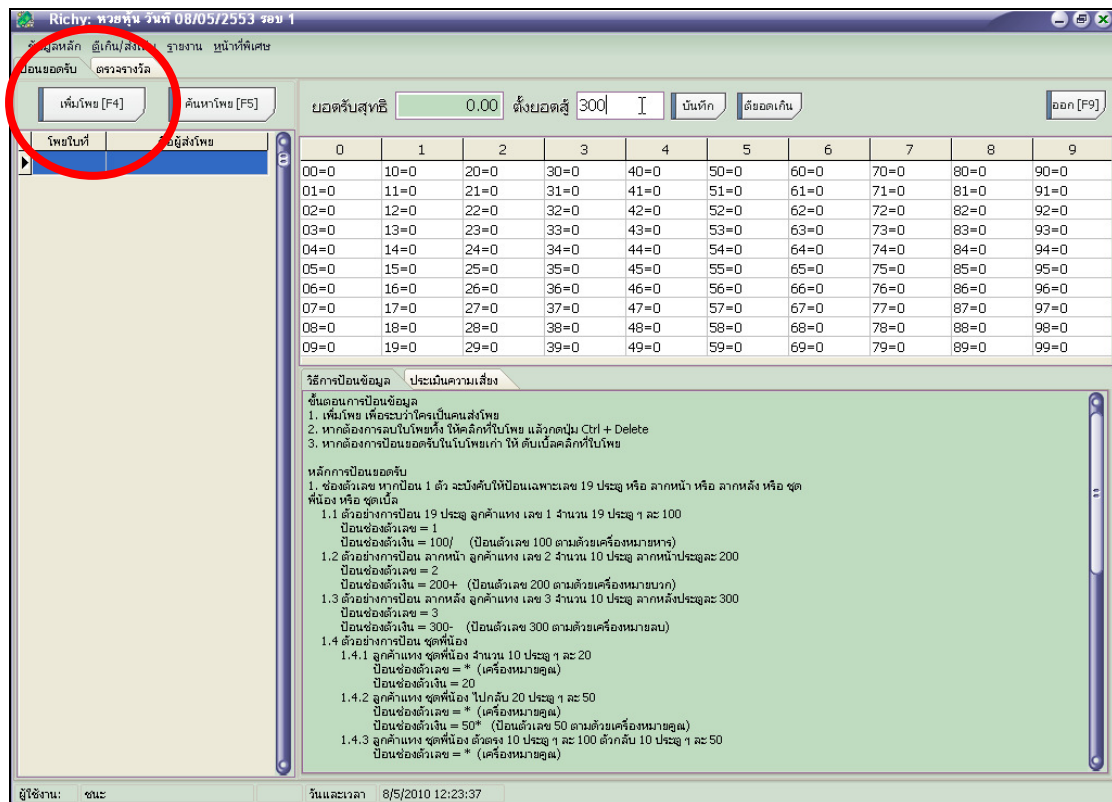 Richy: หวยหุ้น วันที่ 08/05/2553 รอบ 1
ข้อมูลหลัก ตู้เกิน/ส่งเกิน รายงาน หน้าที่พิเศษ
ป้อนยอดรับ ตรวจรางวัล
เพิ่มโพย [F4] ค้นหาโพย [F5] ยอดรับสุทธิ 0.00 ตั้งยอดสู้ 300 บันทึก ตียอดเกิน ออก [F9]
โพยใบที่ ชื่อผู้ส่งโพย
0 1 2 3 4 5 6 7 8 9
00=0 10=0 20=0 30=0 40=0 50=0 60=0 70=0 80=0 90=0
01=0 11=0 21=0 31=0 41=0 51=0 61=0 71=0 81=0 91=0
02=0 12=0 22=0 32=0 42=0 52=0 62=0 72=0 82=0 92=0
03=0 13=0 23=0 33=0 43=0 53=0 63=0 73=0 83=0 93=0
04=0 14=0 24=0 34=0 44=0 54=0 64=0 74=0 84=0 94=0
05=0 15=0 25=0 35=0 45=0 55=0 65=0 75=0 85=0 95=0
06=0 16=0 26=0 36=0 46=0 56=0 66=0 76=0 86=0 96=0
07=0 17=0 27=0 37=0 47=0 57=0 67=0 77=0 87=0 97=0
08=0 18=0 28=0 38=0 48=0 58=0 68=0 78=0 88=0 98=0
09=0 19=0 29=0 39=0 49=0 59=0 69=0 79=0 89=0 99=0
วิธีการป้อนข้อมูล ประเมินความเสี่ยง
ขั้นตอนการป้อนข้อมูล
1. เพิ่มโพย เพื่อระบุว่าใครเป็นคนส่งโพย
2. หากต้องการลบใบโพยทิ้ง ให้คลิกที่ใบโพย แล้วกดปุ่ม Ctrl + Delete
3. หากต้องการป้อนยอดรับในโบโพยเก่า ให้ ดับเบิ้ลคลิกที่ใบโพย
หลักการป้อนยอดรับ
1. ช่องตัวเลข หากป้อน 1 ตัว จะบังคับให้ป้อนเฉพาะเลข 19 ประตู หรือ ลากหน้า หรือ ลากหลัง หรือ ชุด
พี่น้อง หรือ ชุดเบิ้ล
1.1 ตัวอย่างการป้อน 19 ประตู ลูกค้าแทง เลข 1 จำนวน 19 ประตู ๆ ละ 100
ป้อนช่องตัวเลข = 1
ป้อนช่องตัวเงิน = 100/ (ป้อนตัวเลข 100 ตามด้วยเครื่องหมายหาร)
1.2 ตัวอย่างการป้อน ลากหน้า ลูกค้าแทง เลข 2 จำนวน 10 ประตู ลากหน้าประตูละ 200
ป้อนช่องตัวเลข = 2
ป้อนช่องตัวเงิน = 200+ (ป้อนตัวเลข 200 ตามด้วยเครื่องหมายบวก)
1.3 ตัวอย่างการป้อน ลากหลัง ลูกค้าแทง เลข 3 จำนวน 10 ประตู ลากหลังประตูละ 300
ป้อนช่องตัวเลข = 3
ป้อนช่องตัวเงิน = 300- (ป้อนตัวเลข 300 ตามด้วยเครื่องหมายลบ)
1.4 ตัวอย่างการป้อน ชุดพี่น้อง
1.4.1 ลูกค้าแทง ชุดพี่น้อง จำนวน 10 ประตู ๆ ละ 20
ป้อนช่องตัวเลข = * (เครื่องหมายคูณ)
ป้อนช่องตัวเงิน = 20
1.4.2 ลูกค้าแทง ชุดพี่น้อง ไปกลับ 20 ประตู ๆ ละ 50
ป้อนช่องตัวเลข = * (เครื่องหมายคูณ)
ป้อนช่องตัวเงิน = 50* (ป้อนตัวเลข 50 ตามด้วยเครื่องหมายคูณ)
1.4.3 ลูกค้าแทง ชุดพี่น้อง ตัวตรง 10 ประตู ๆ ละ 100 ตัวกลับ 10 ประตู ๆ ละ 50
ป้อนช่องตัวเลข = * (เครื่องหมายคูณ)
ผู้ใช้งาน: ชนะ วันและเวลา 8/5/2010 12:23:37